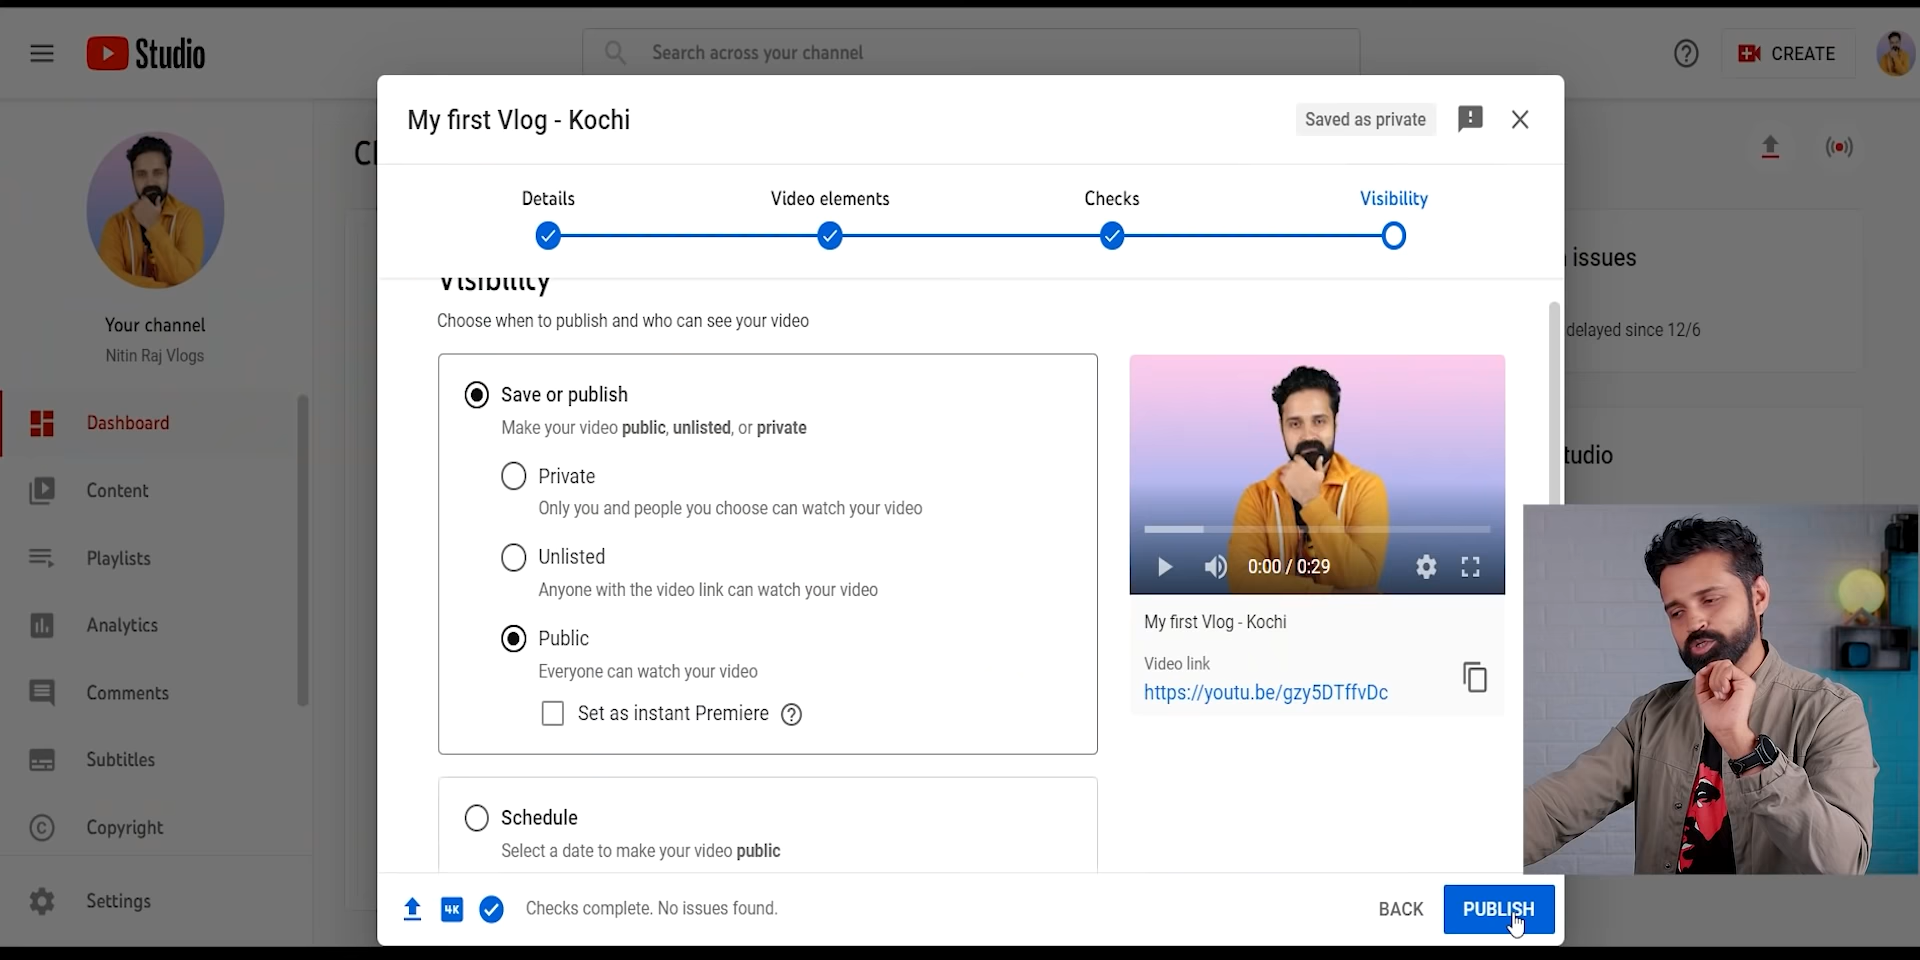 Studio
Search across your channel
CREATE
My first Vlog - Kochi
Saved as private
Details
Video elements
Checks
Visibility
Your channel
Nitin Raj Vlogs
Dashboard
Content
Playlists
Analytics
Comments
Subtitles
Copyright
Settings
Visibility
Choose when to publish and who can see your video
Save or publish
Make your video public, unlisted, or private
Private
Only you and people you choose can watch your video
Unlisted
Anyone with the video link can watch your video
Public
Everyone can watch your video
Set as instant Premiere
Schedule
Select a date to make your video public
0:00 / 0:29
My first Vlog - Kochi
Video link
https://youtu.be/gzy5DTffvDc
issues
delayed since 12/6
4K
Checks complete. No issues found.
BACK
PUBLISH